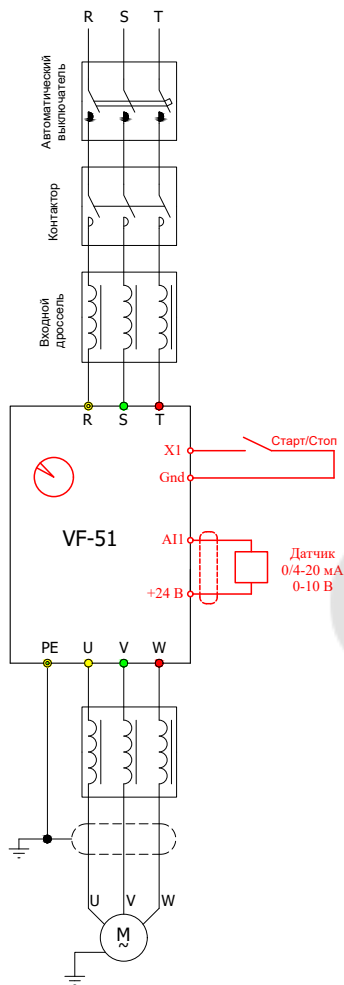 R S T
Автоматический
выключатель
Контактор
Входной
дроссель
R S T
X1
Старт/Стоп
Gnd
VF-51
AI1
Датчик
0/4-20 мА
0-10 В
+24 В
PE U V W
U V W
M
~